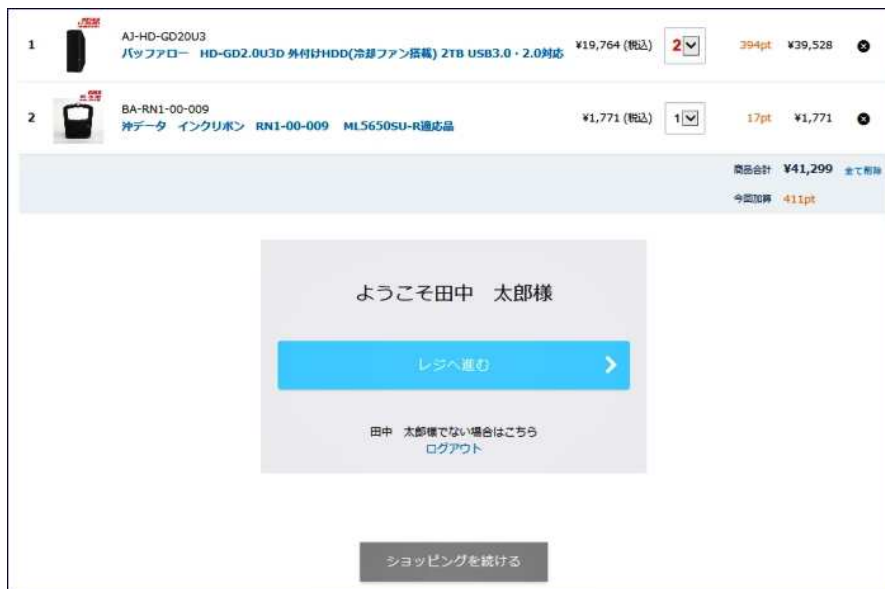 1
AJ-HD-GD20U3
バッファロー HD-GD2.0U3D 外付けHDD(冷却ファン搭載) 2TB USB3.0・2.0対応
¥19,764 (税込)
2
394pt
¥39,528
2
BA-RN1-00-009
沖データ インクリボン RN1-00-009 ML5650SU-R適応品
¥1,771 (税込)
1
17pt
¥1,771
商品合計 ¥41,299 全て削除
今回加算 411pt
ようこそ田中 太郎様
レジへ進む
田中 太郎様でない場合はこちら
ログアウト
ショッピングを続ける